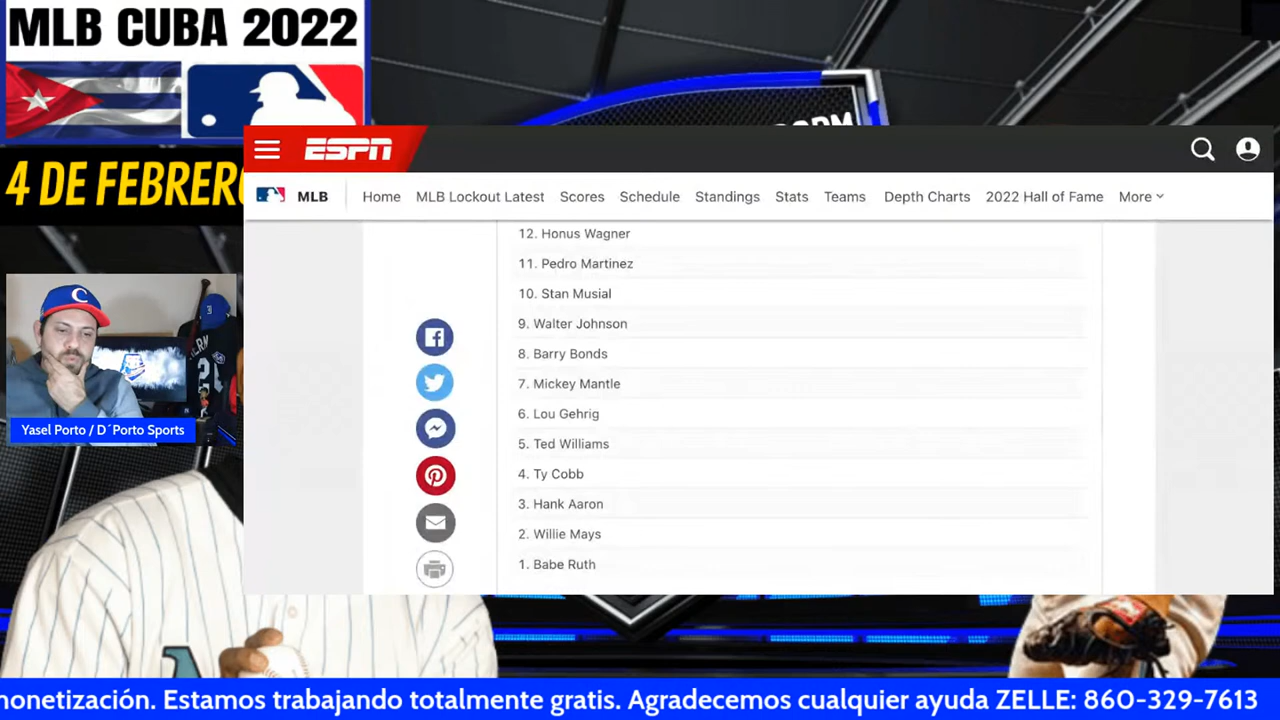 MLB CUBA 2022
4 DE FEBRERO
ESPN
MLB
Home
MLB Lockout Latest
Scores
Schedule
Standings
Stats
Teams
Depth Charts
2022 Hall of Fame
More
12. Honus Wagner
11. Pedro Martinez
10. Stan Musial
9. Walter Johnson
8. Barry Bonds
7. Mickey Mantle
6. Lou Gehrig
5. Ted Williams
4. Ty Cobb
3. Hank Aaron
2. Willie Mays
1. Babe Ruth
C
Yasel Porto / D´Porto Sports
monetización. Estamos trabajando totalmente gratis. Agradecemos cualquier ayuda ZELLE: 860-329-7613